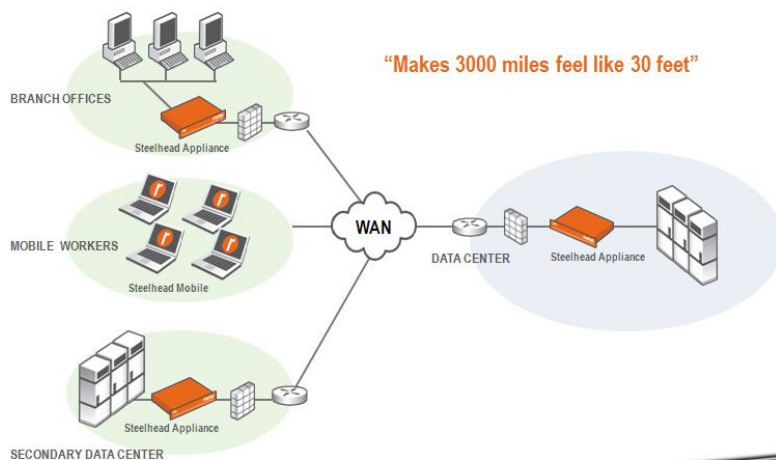 “Makes 3000 miles feel like 30 feet”
BRANCH OFFICES
Steelhead Appliance
MOBILE WORKERS
Steelhead Mobile
WAN
DATA CENTER
Steelhead Appliance
Steelhead Appliance
SECONDARY DATA CENTER